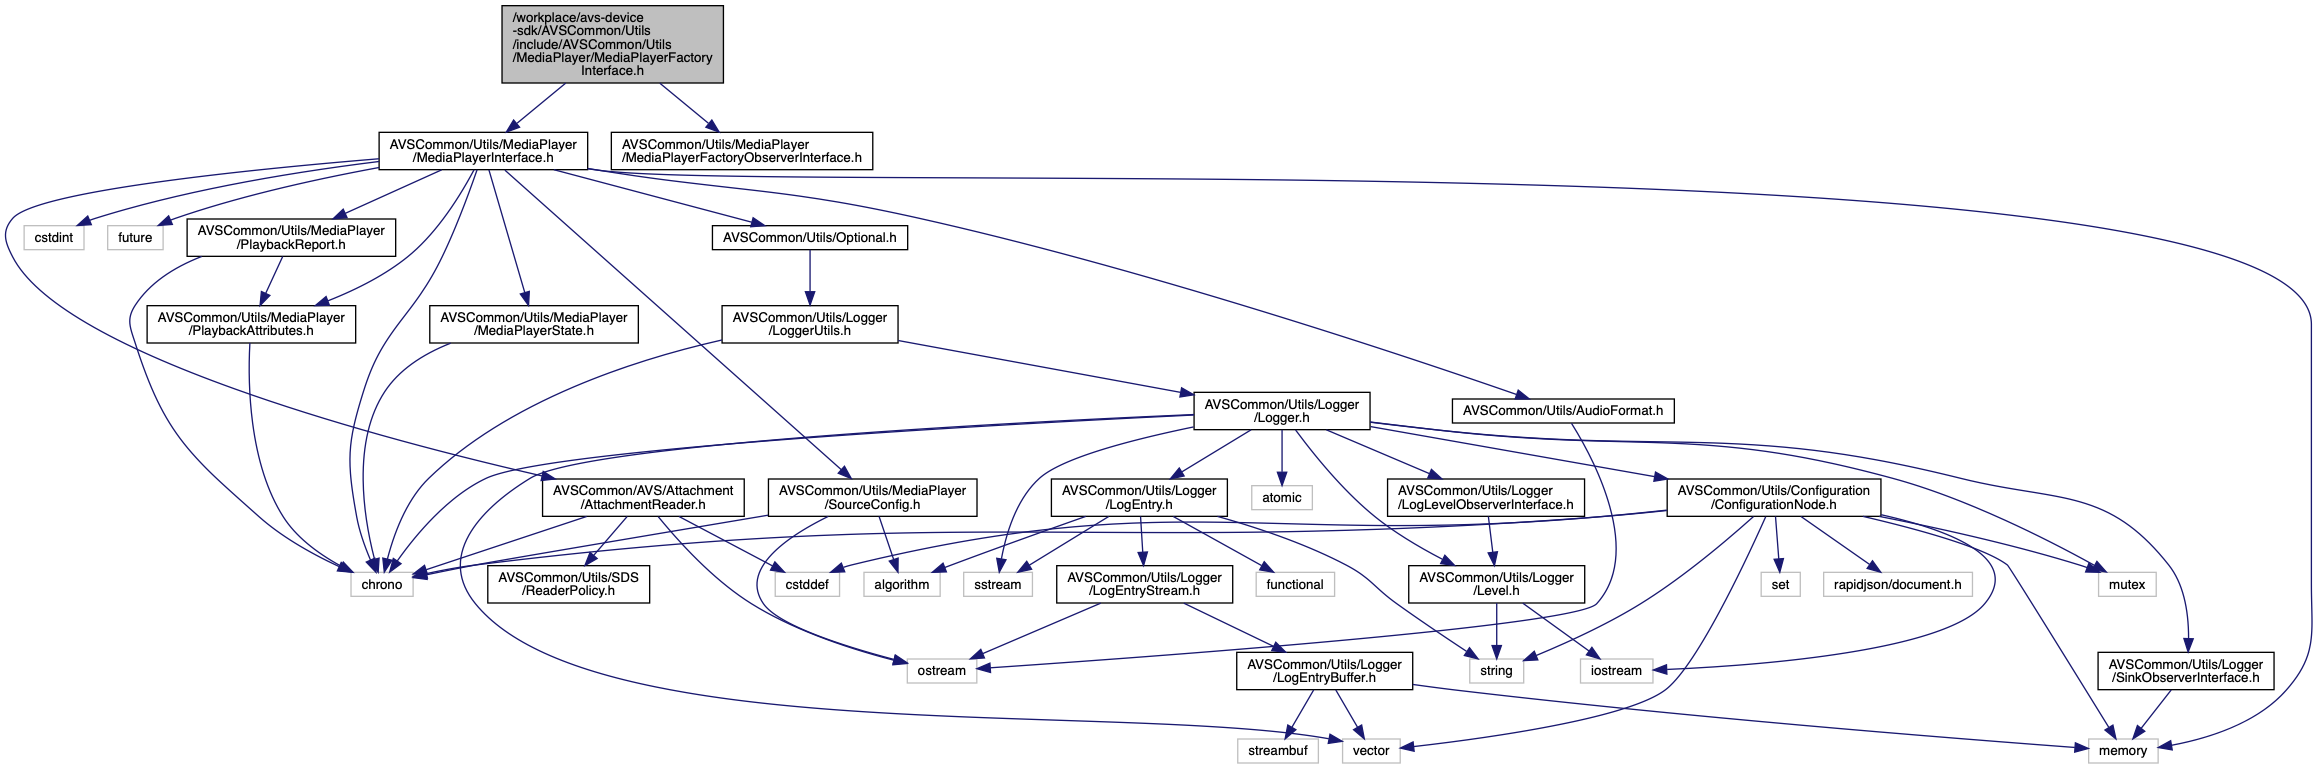 /workplace/avs-device
-sdk/AVSCommon/Utils
/include/AVSCommon/Utils
/MediaPlayer/MediaPlayerFactory
Interface.h
AVSCommon/Utils/MediaPlayer
/MediaPlayerInterface.h
AVSCommon/Utils/MediaPlayer
/MediaPlayerFactoryObserverInterface.h
cstdint
future
AVSCommon/Utils/MediaPlayer
/PlaybackReport.h
AVSCommon/Utils/Optional.h
AVSCommon/Utils/MediaPlayer
/PlaybackAttributes.h
AVSCommon/Utils/MediaPlayer
/MediaPlayerState.h
AVSCommon/Utils/Logger
/LoggerUtils.h
AVSCommon/Utils/Logger
/Logger.h
AVSCommon/Utils/AudioFormat.h
AVSCommon/AVS/Attachment
/AttachmentReader.h
AVSCommon/Utils/MediaPlayer
/SourceConfig.h
AVSCommon/Utils/Logger
/LogEntry.h
atomic
AVSCommon/Utils/Logger
/LogLevelObserverInterface.h
AVSCommon/Utils/Configuration
/ConfigurationNode.h
chrono
AVSCommon/Utils/SDS
/ReaderPolicy.h
cstddef
algorithm
sstream
AVSCommon/Utils/Logger
/LogEntryStream.h
functional
AVSCommon/Utils/Logger
/Level.h
set
rapidjson/document.h
mutex
ostream
AVSCommon/Utils/Logger
/LogEntryBuffer.h
string
iostream
AVSCommon/Utils/Logger
/SinkObserverInterface.h
streambuf
vector
memory